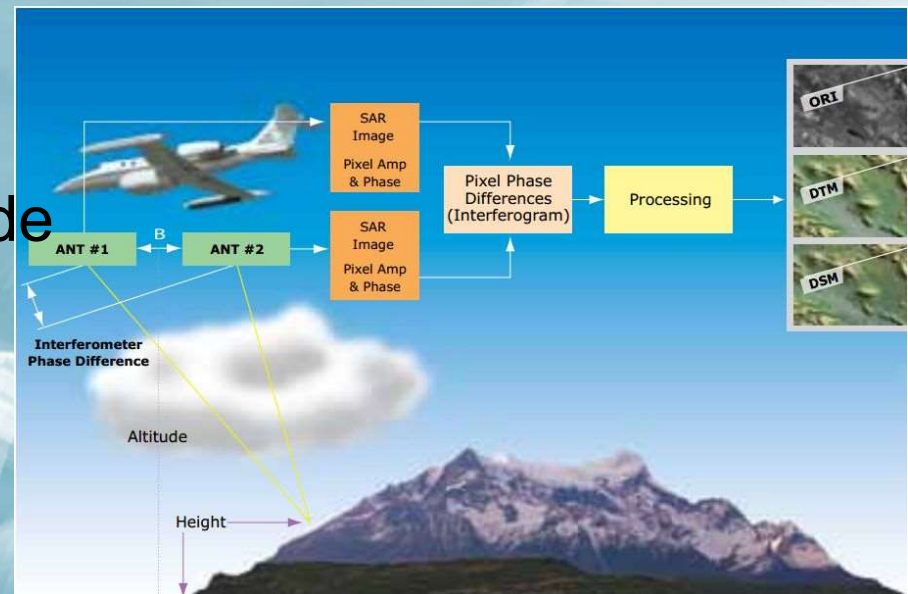 de
SAR
Image
Pixel Amp
& Phase
SAR
Image
Pixel Amp
& Phase
Pixel Phase
Differences
(Interferogram)
Processing
ORI
DTM
DSM
ANT #1
B
ANT #2
Interferometer
Phase Difference
Altitude
Height